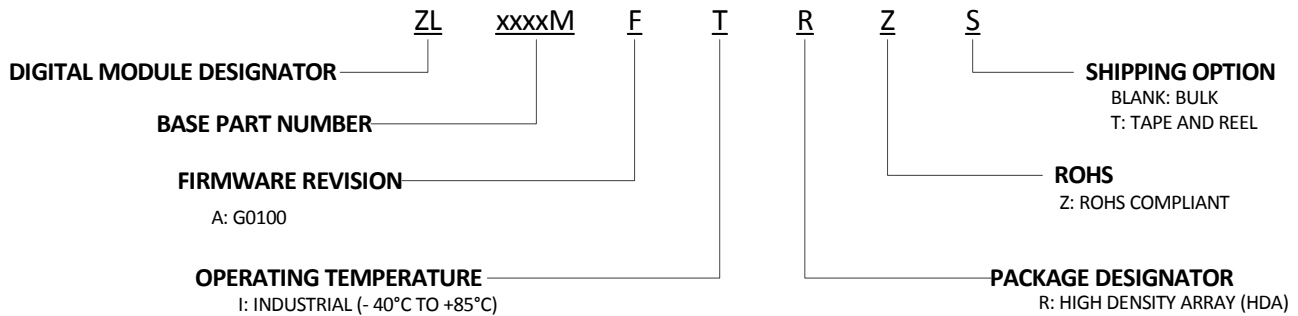 ZL xxxxM F T R Z S
DIGITAL MODULE DESIGNATOR
SHIPPING OPTION
BLANK: BULK
T: TAPE AND REEL
BASE PART NUMBER
FIRMWARE REVISION
A: G0100
ROHS
Z: ROHS COMPLIANT
OPERATING TEMPERATURE
I: INDUSTRIAL (- 40°C TO +85°C)
PACKAGE DESIGNATOR
R: HIGH DENSITY ARRAY (HDA)